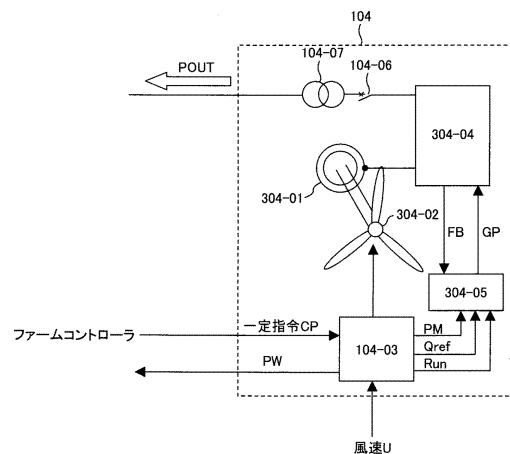 104
POUT
104-07
104-06
304-04
304-01
304-02
FB
GP
304-05
ファームコントローラ
一定指令CP
104-03
PM
Qref
Run
PW
風速U